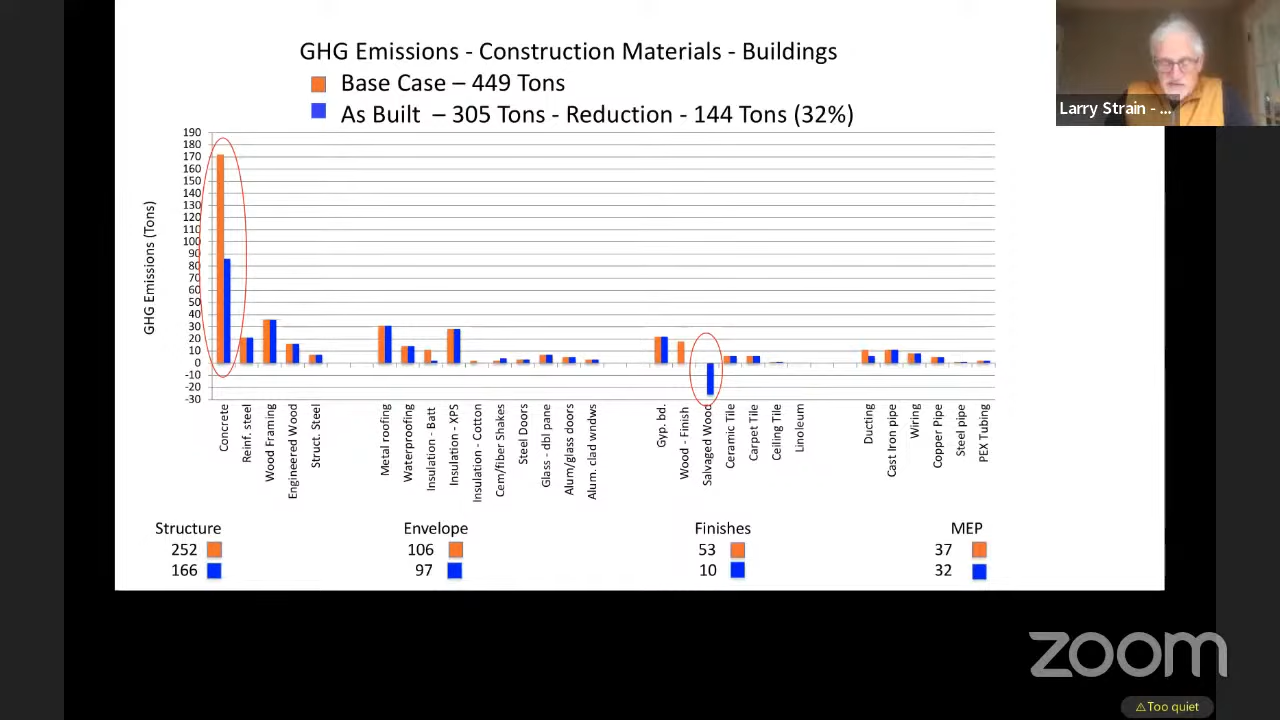 GHG Emissions - Construction Materials - Buildings
Base Case – 449 Tons
As Built – 305 Tons - Reduction - 144 Tons (32%)
Larry Strain - ...
GHG Emissions (Tons)
190
180
170
160
150
140
130
120
110
100
90
80
70
60
50
40
30
20
10
0
-10
-20
-30
Concrete
Reinf. steel
Wood Framing
Engineered Wood
Struct. Steel
Metal roofing
Waterproofing
Insulation - Batt
Insulation - XPS
Insulation - Cotton
Cem/fiber Shakes
Steel Doors
Glass - dbl pane
Alum/glass doors
Alum. clad wndws
Gyp. bd.
Wood - Finish
Salvaged Wood
Ceramic Tile
Carpet Tile
Ceiling Tile
Linoleum
Ducting
Cast Iron pipe
Wiring
Copper Pipe
Steel pipe
PEX Tubing
Structure
252
166
Envelope
106
97
Finishes
53
10
MEP
37
32
zoom
⚠Too quiet